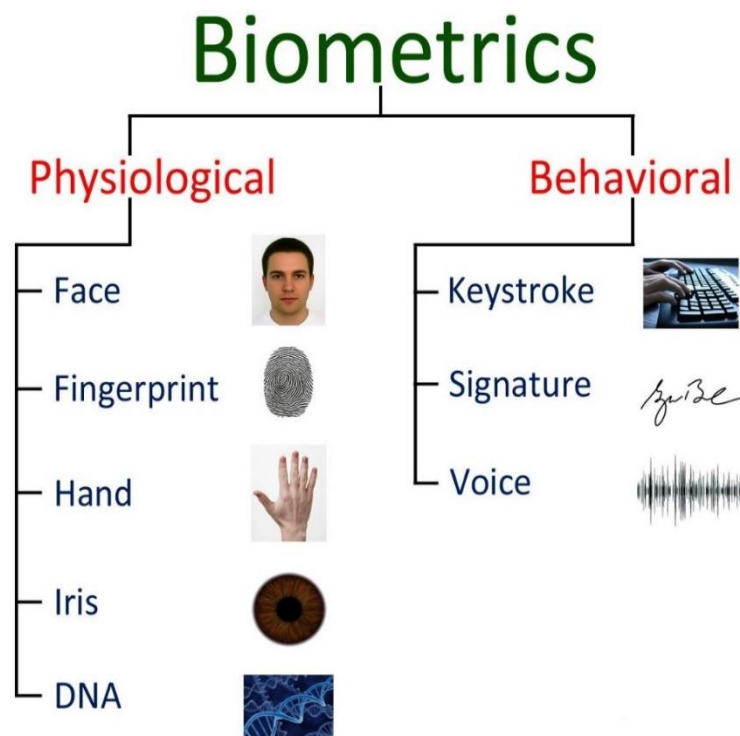 Biometrics
Physiological
Behavioral
Face
Fingerprint
Hand
Iris
DNA
Keystroke
Signature
Voice